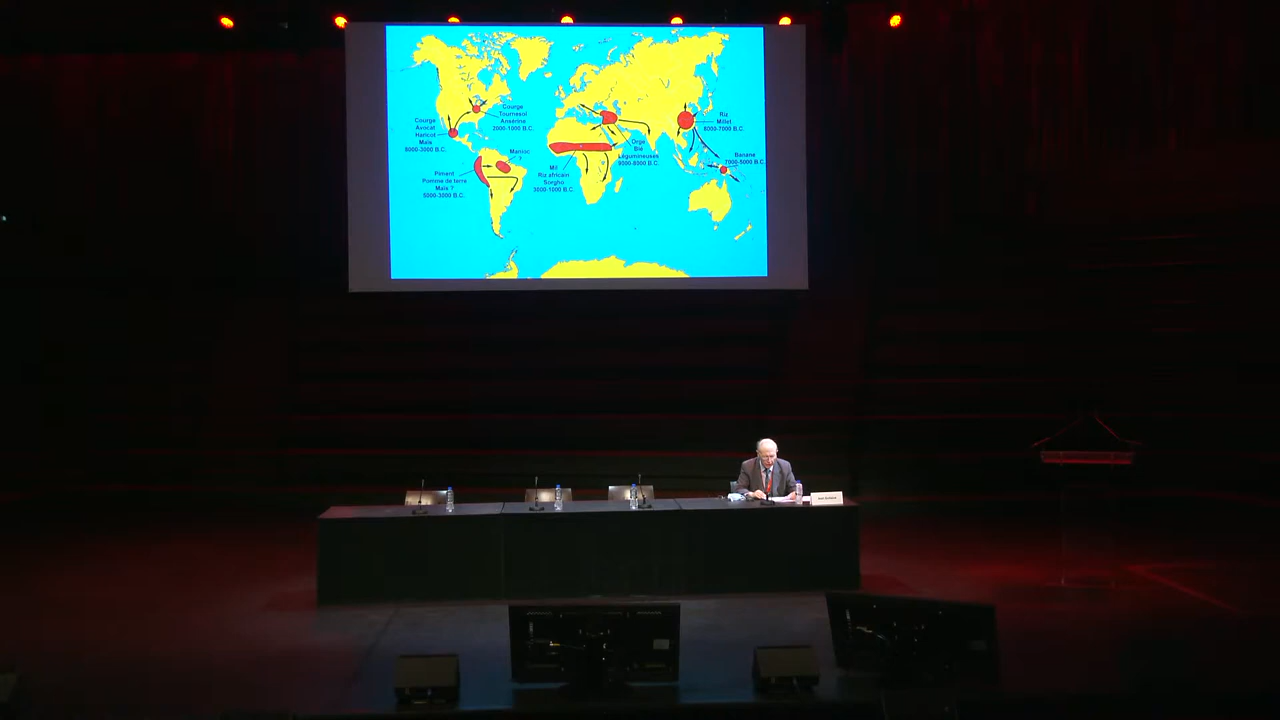 Courge
Tournesol
Ansérine
2000-1000 B.C.
Courge
Avocat
Haricot
Maïs
8000-3000 B.C.
Manioc
?
Piment
Pomme de terre
Maïs ?
5000-3000 B.C.
Mil
Riz africain
Sorgho
3000-1000 B.C.
Orge
Blé
Légumineuses
9000-8000 B.C.
Riz
Millet
8000-7000 B.C.
Banane
7000-5000 B.C.